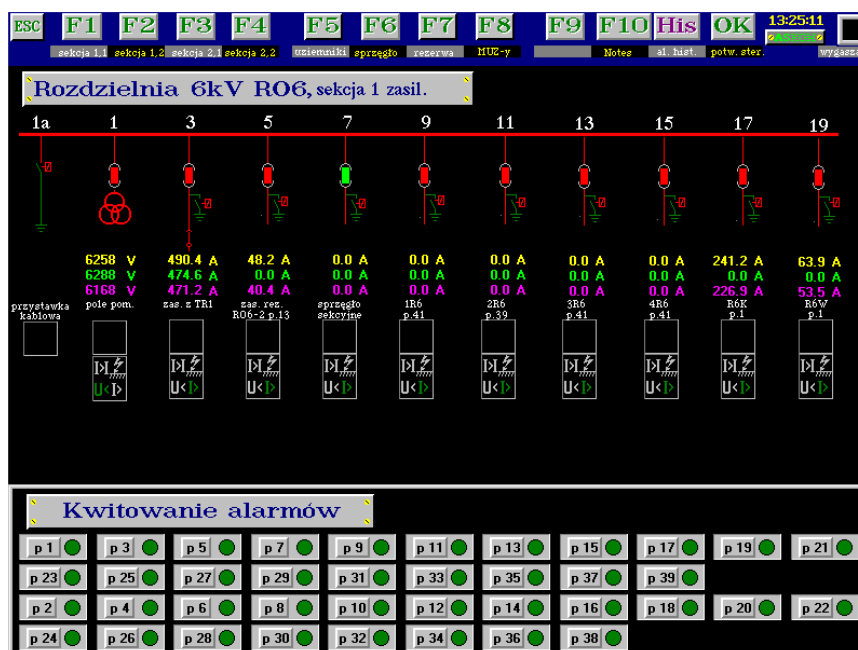 ESC F1 F2 F3 F4 F5 F6 F7 F8 F9 F10 His OK 13:25:11
sekcja 1,1 sekcja 1,2 sekcja 2,1 sekcja 2,2 uziemniki sprzęgło rezerwa MUZ-y Notes al. hist. potw. ster. wygasza
Rozdzielnia 6kV RO6, sekcja 1 zasil.
1a 1 3 5 7 9 11 13 15 17 19
6258 V 490.4 A 48.2 A 0.0 A 0.0 A 0.0 A 0.0 A 0.0 A 241.2 A 63.9 A
6288 V 474.6 A 0.0 A 0.0 A 0.0 A 0.0 A 0.0 A 0.0 A 0.0 A 0.0 A
6168 V 471.2 A 40.4 A 0.0 A 0.0 A 0.0 A 0.0 A 0.0 A 226.9 A 53.5 A
przystawka pole pom. zas. z TR1 zas. rez. sprzęgło 1R6 2R6 3R6 4R6 R6K R6W
kablowa RO6-2 p.13 sekcyjne p.41 p.39 p.41 p.41 p.1 p.1
I>I I>I I>I I>I I>I I>I I>I I>I I>I I>I
U< I> U< I> U< I> U< I> U< I> U< I> U< I> U< I> U< I> U< I>
Kwitowanie alarmów
p 1 p 3 p 5 p 7 p 9 p 11 p 13 p 15 p 17 p 19 p 21
p 23 p 25 p 27 p 29 p 31 p 33 p 35 p 37 p 39
p 2 p 4 p 6 p 8 p 10 p 12 p 14 p 16 p 18 p 20 p 22
p 24 p 26 p 28 p 30 p 32 p 34 p 36 p 38